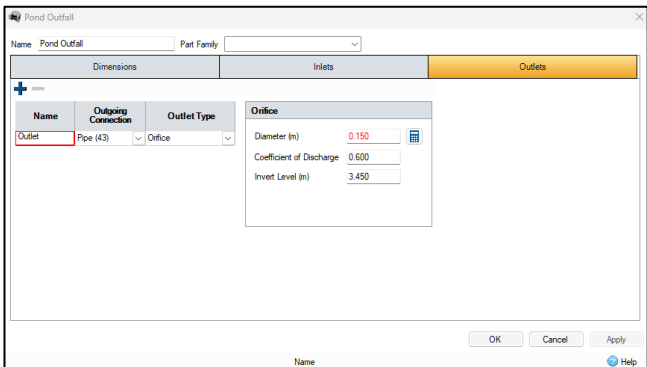 Pond Outfall
Name Pond Outfall Part Family
Dimensions Inlets Outlets
Name Outgoing Connection Outlet Type
Outlet Pipe (43) Orifice
Orifice
Diameter (m) 0.150
Coefficient of Discharge 0.600
Invert Level (m) 3.450
OK Cancel Apply
Name Help